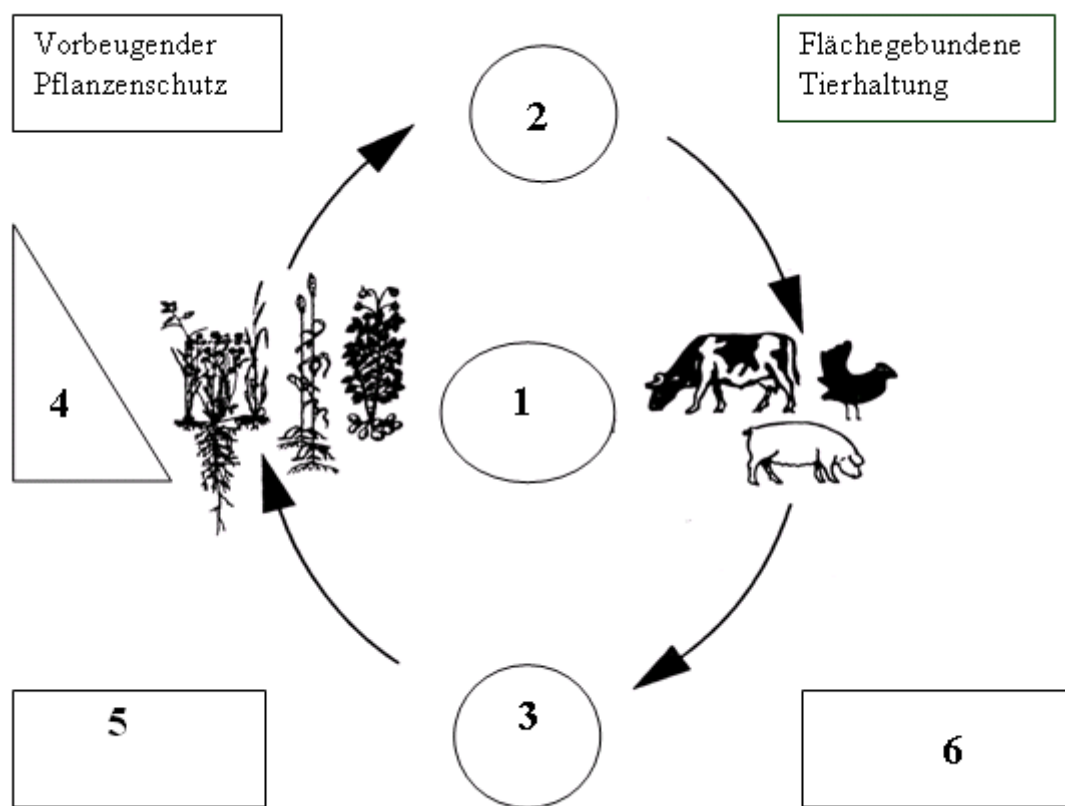 Vorbeugender
Pflanzenschutz
Flächegebundene
Tierhaltung
2
4
1
5
3
6